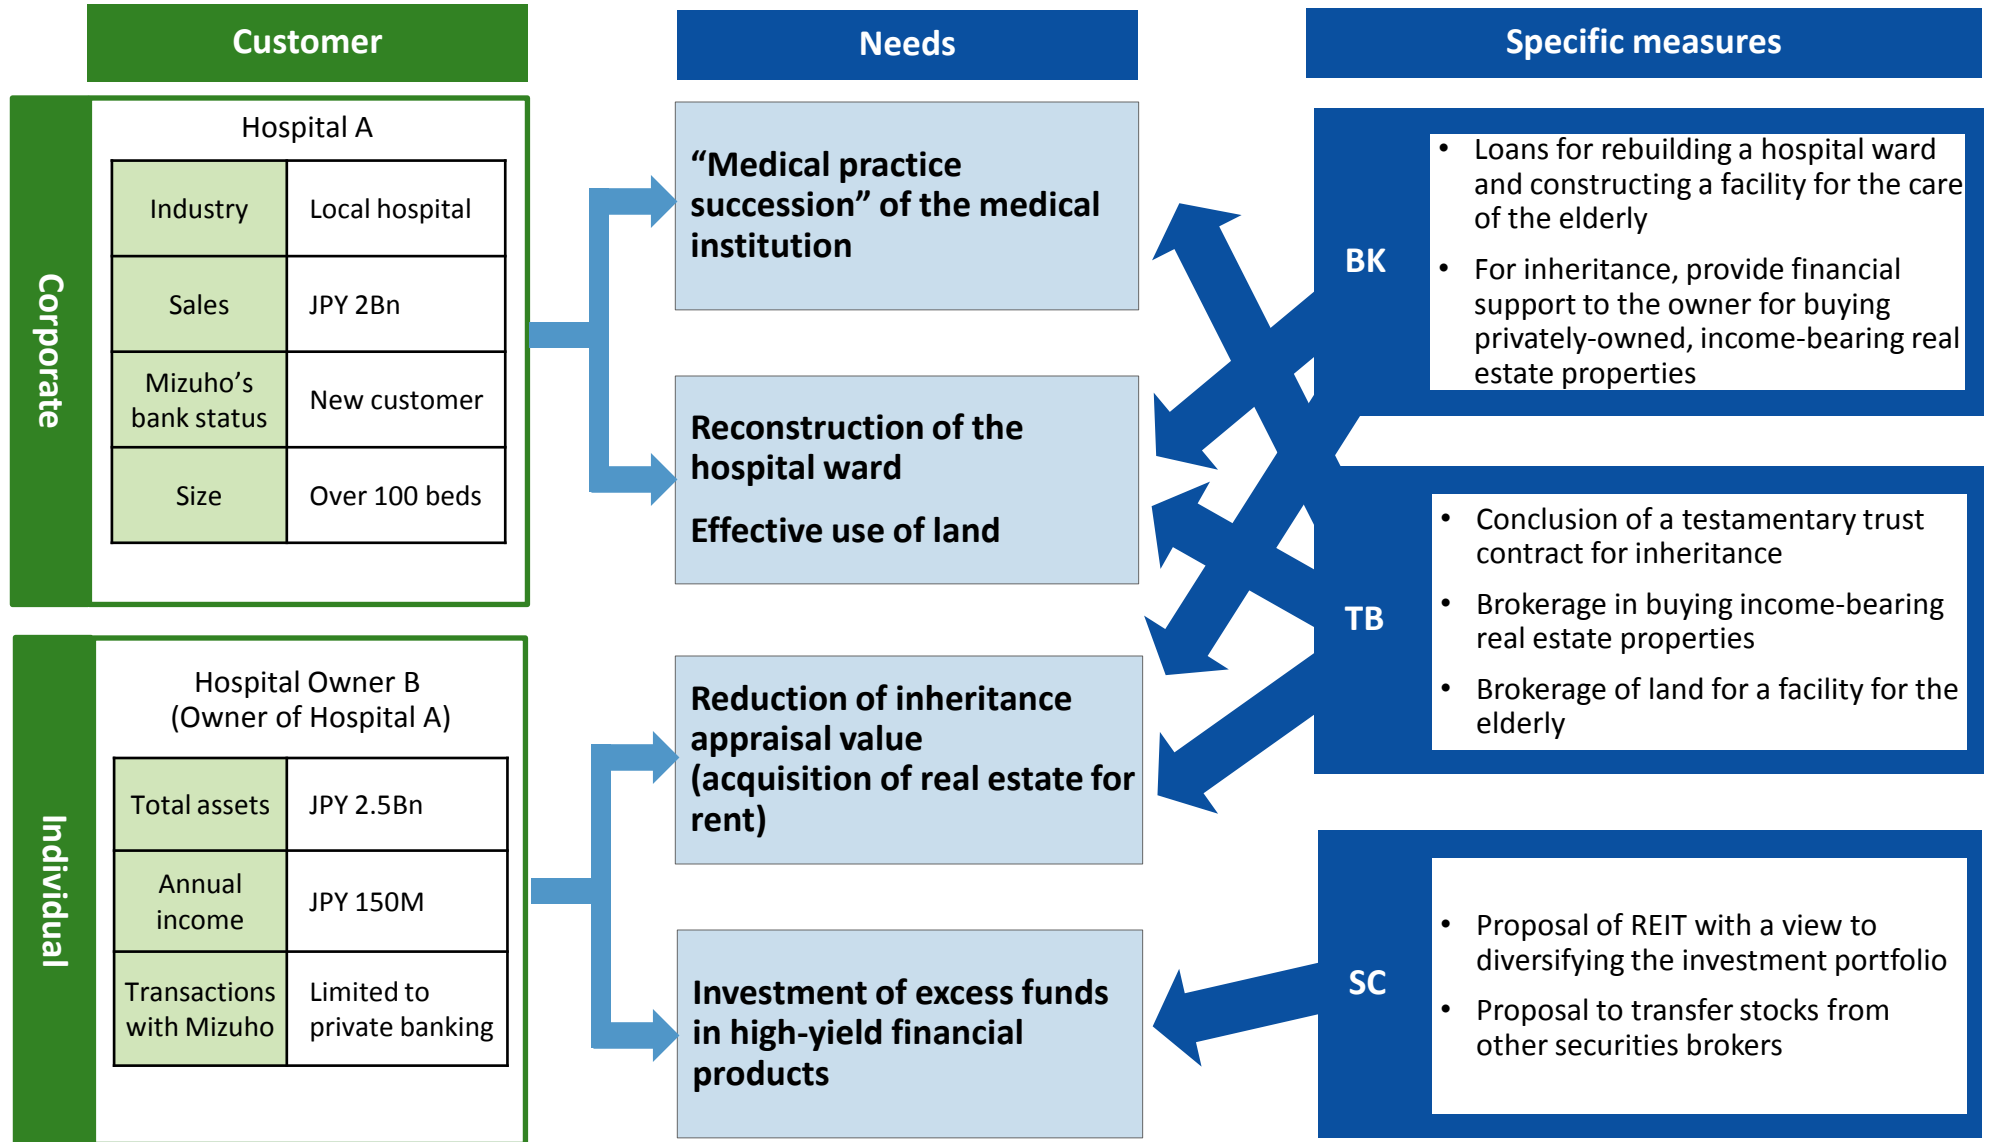 Customer
Needs
Specific measures
Corporate
Hospital A
Industry
Local hospital
Sales
JPY 2Bn
Mizuho’s
bank status
New customer
Size
Over 100 beds
Individual
Hospital Owner B
(Owner of Hospital A)
Total assets
JPY 2.5Bn
Annual
income
JPY 150M
Transactions
with Mizuho
Limited to
private banking
“Medical practice
succession” of the medical
institution
Reconstruction of the
hospital ward
Effective use of land
Reduction of inheritance
appraisal value
(acquisition of real estate for
rent)
Investment of excess funds
in high-yield financial
products
BK
• Loans for rebuilding a hospital ward
and constructing a facility for the care
of the elderly
• For inheritance, provide financial
support to the owner for buying
privately-owned, income-bearing real
estate properties
TB
• Conclusion of a testamentary trust
contract for inheritance
• Brokerage in buying income-bearing
real estate properties
• Brokerage of land for a facility for the
elderly
SC
• Proposal of REIT with a view to
diversifying the investment portfolio
• Proposal to transfer stocks from
other securities brokers